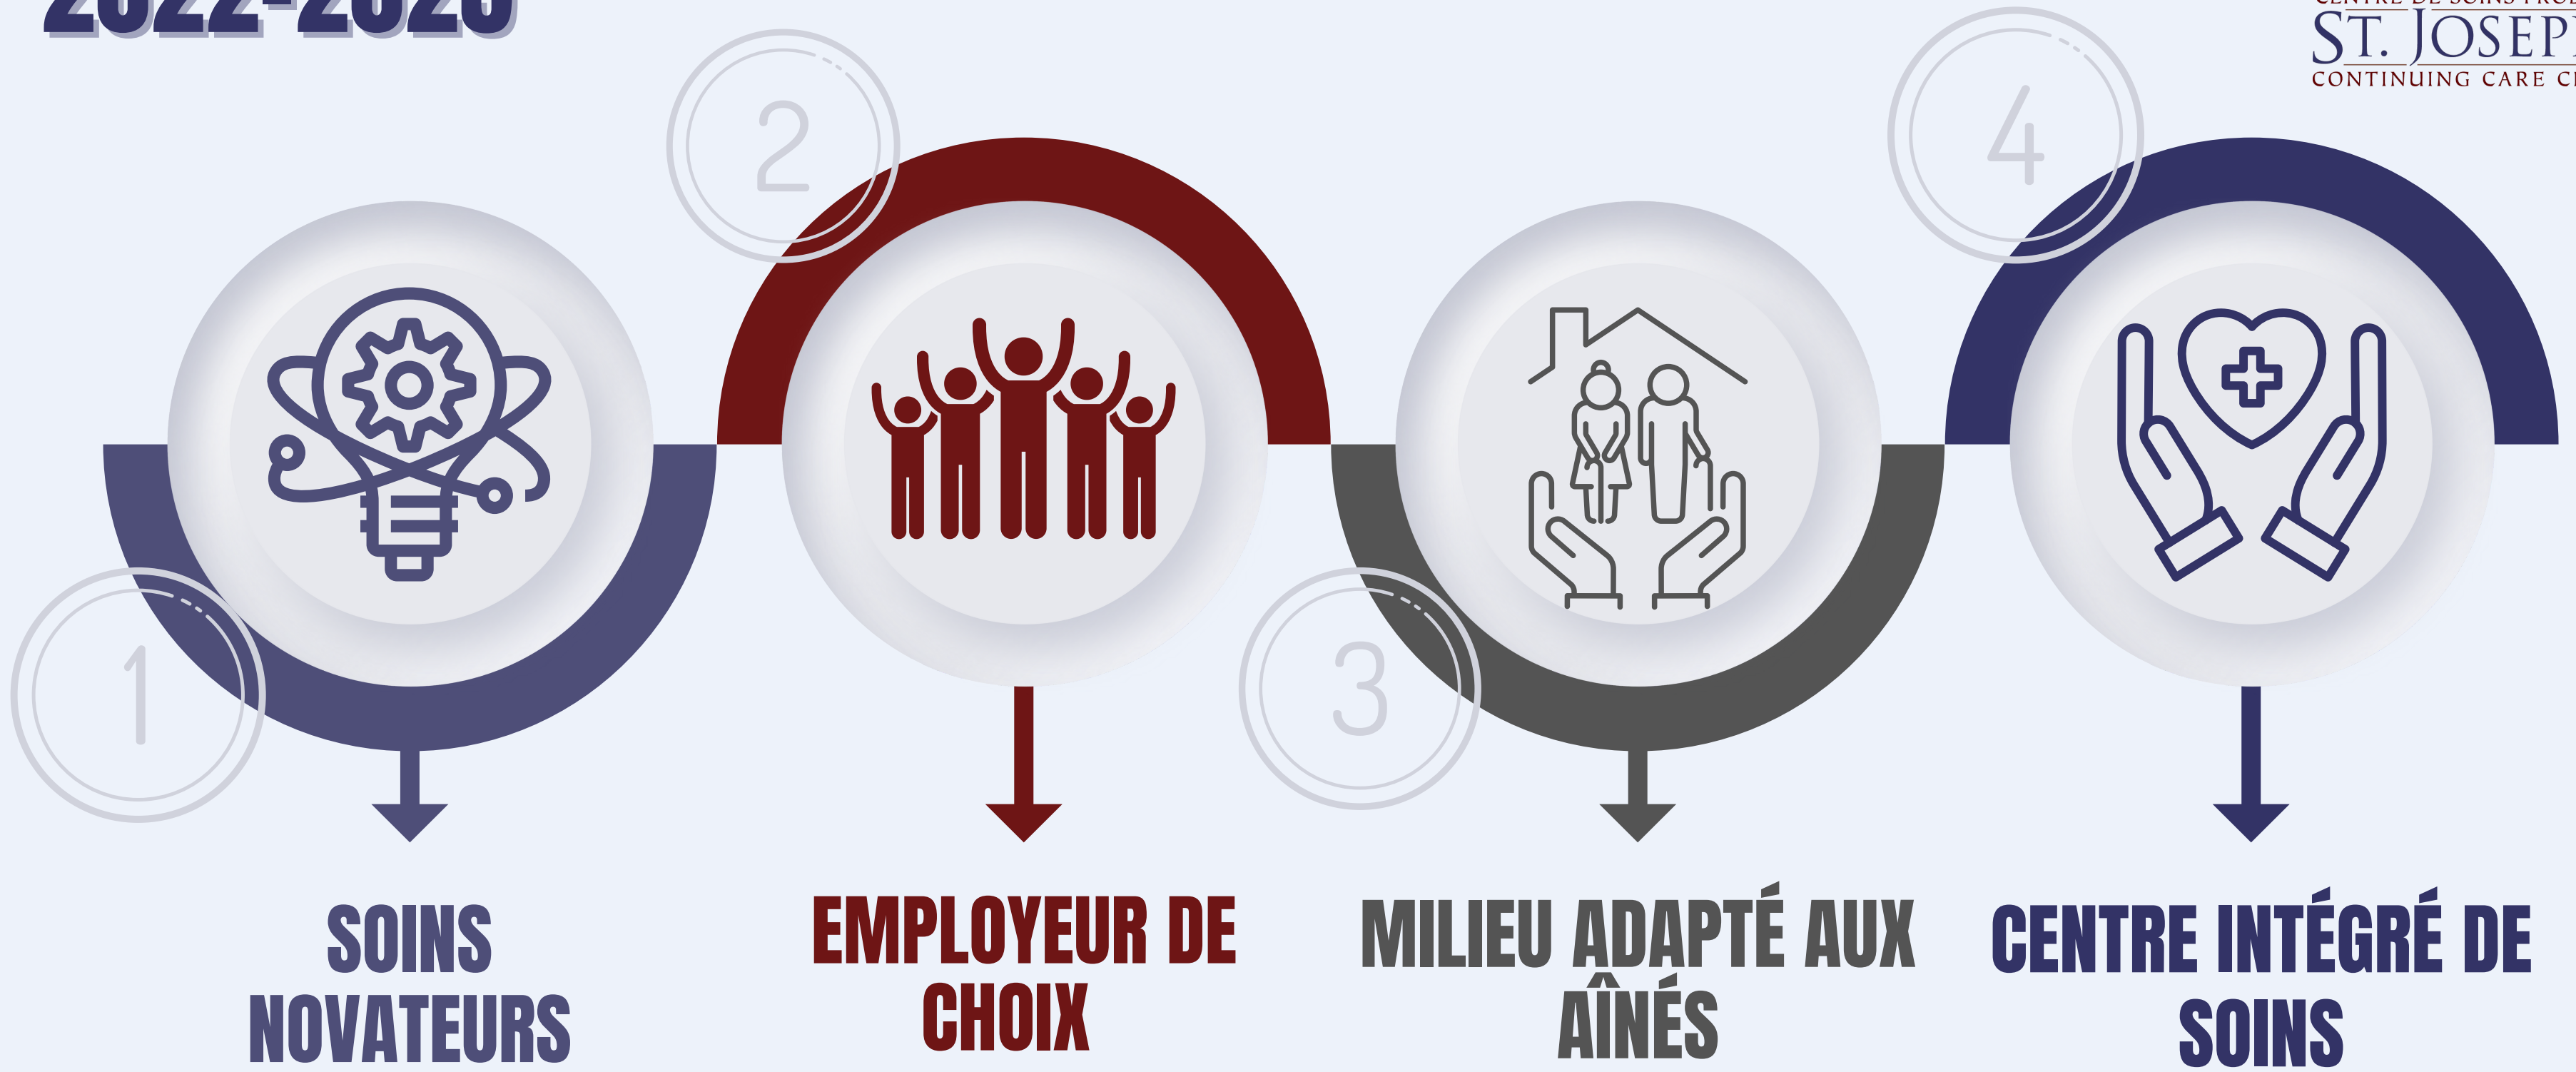 ST. JOSEPH
CONTINUING CARE
2
4
1
3
SOINS
NOVATEURS
EMPLOYEUR DE
CHOIX
MILIEU ADAPTÉ AUX
AÎNÉS
CENTRE INTÉGRÉ DE
SOINS